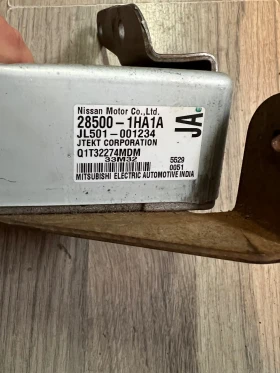 Nissan Motor Co.,Ltd.
28500-1HA1A
JL501-001234
JTEKT CORPORATION
Q1T32274MDM
33M32
5529
0051
MITSUBISHI ELECTRIC AUTOMOTIVE INDIA
JA